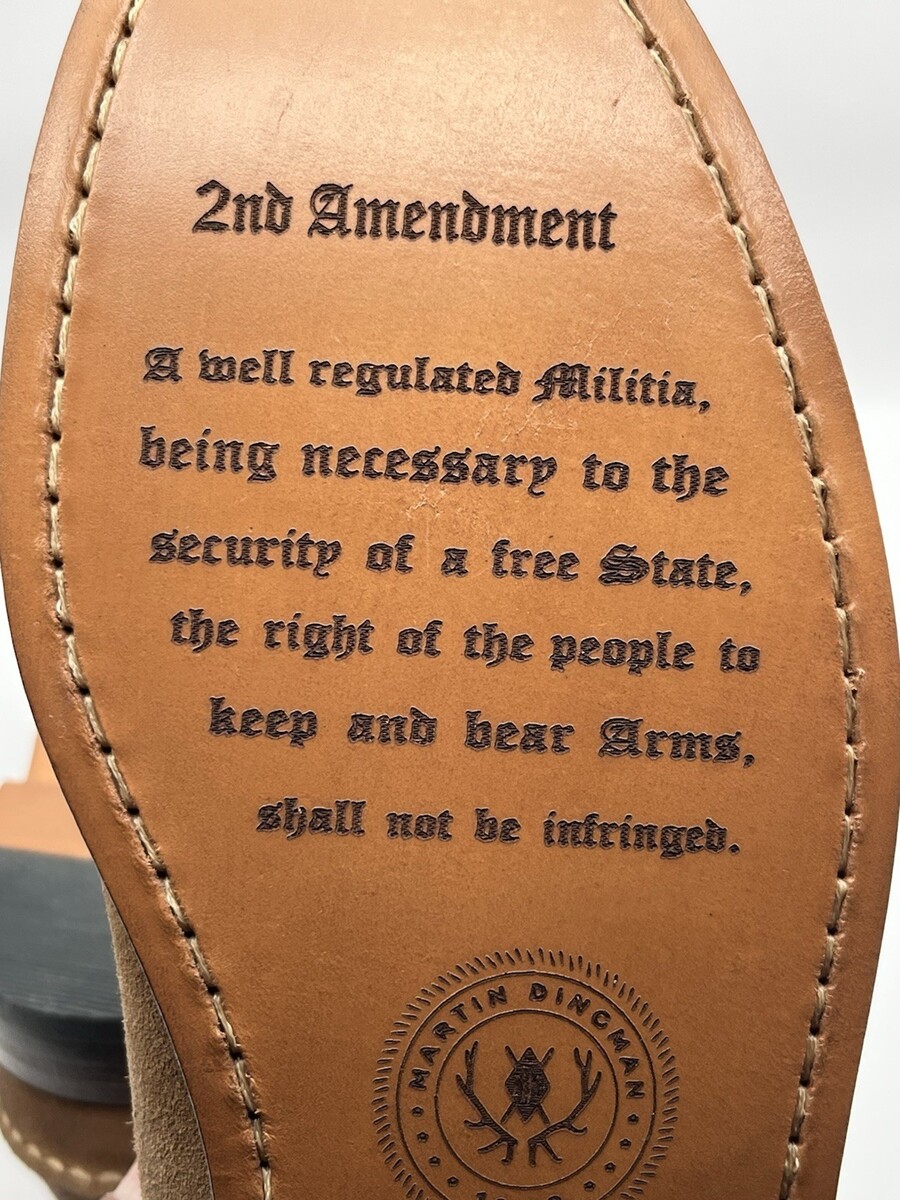 2nd Amendment
A well regulated Militia,
being necessary to the
security of a free State,
the right of the people to
keep and bear Arms,
shall not be infringed.
MARTIN DINGMAN